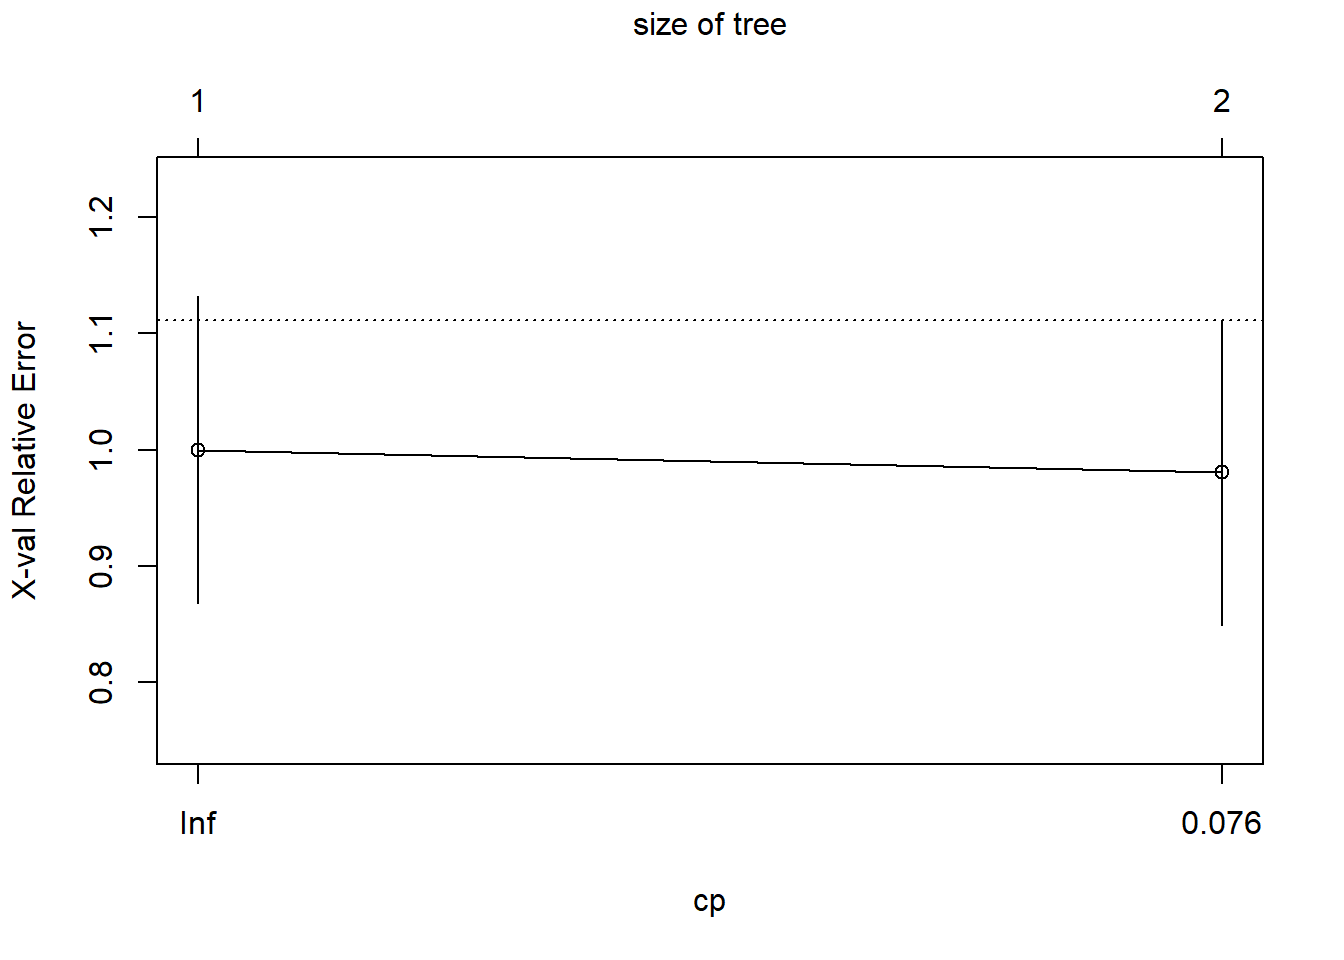 size of tree
1 2
1.2
1.1
1.0
0.9
0.8
X-val Relative Error
Inf 0.076
cp